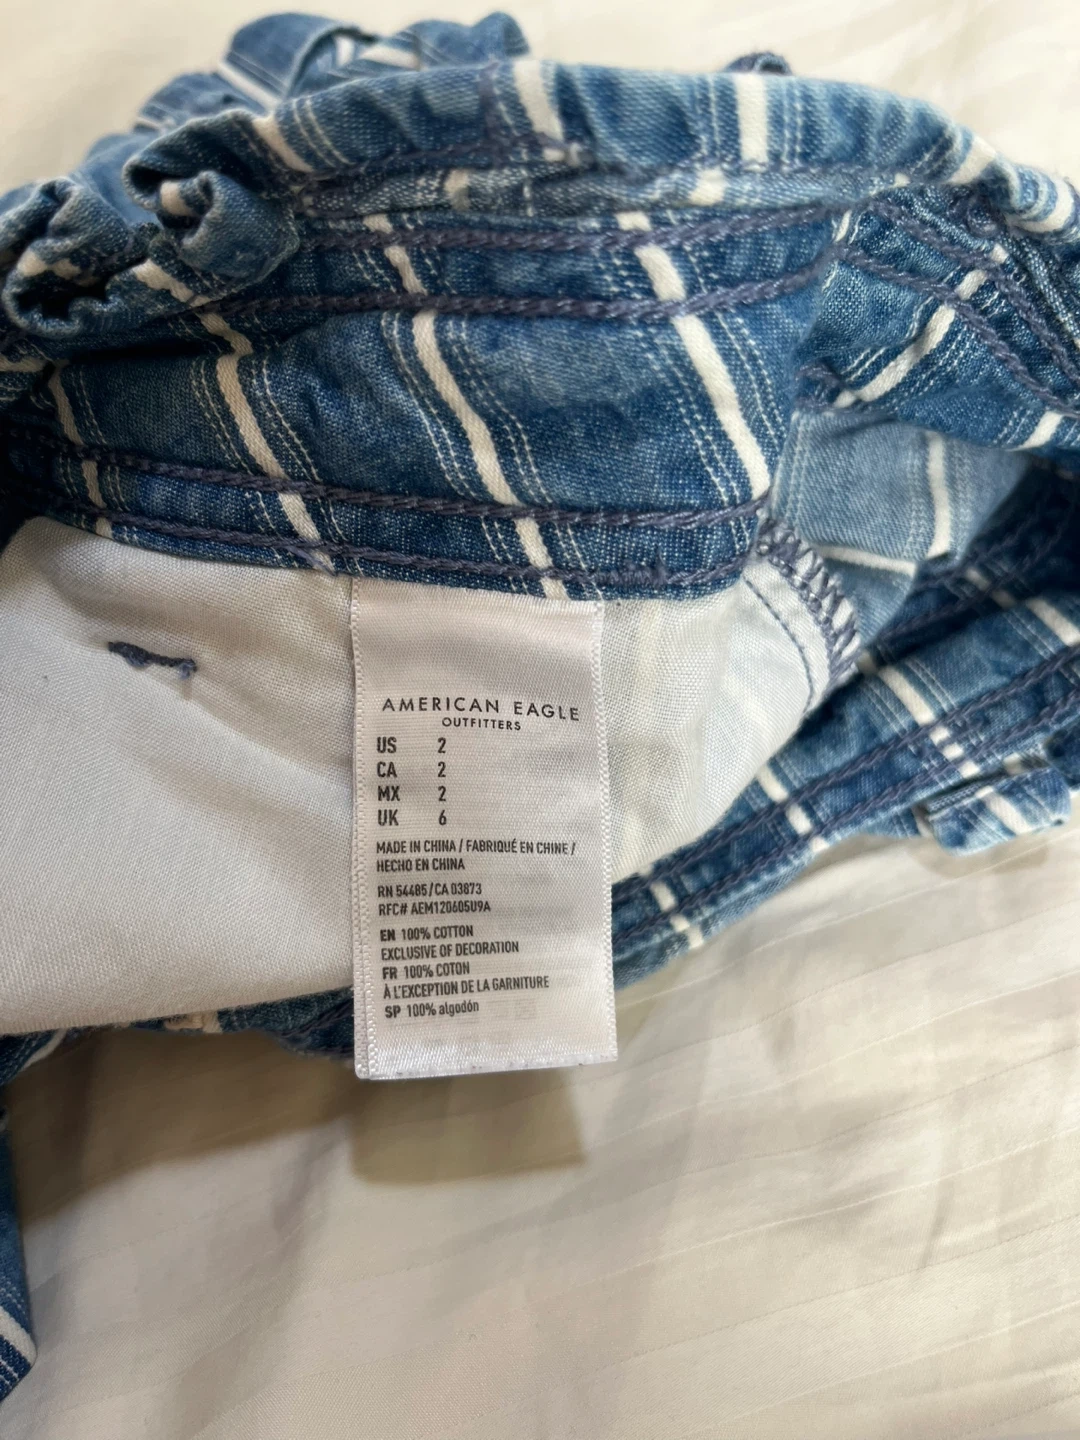 AMERICAN EAGLE
OUTFITTERS
US 2
CA 2
MX 2
UK 6
MADE IN CHINA / FABRIQUÉ EN CHINE /
HECHO EN CHINA
RN 54485/CA 03873
RFC# AEM120605U9A
EN 100% COTTON
EXCLUSIVE OF DECORATION
FR 100% COTON
À L'EXCEPTION DE LA GARNITURE
SP 100% algodón